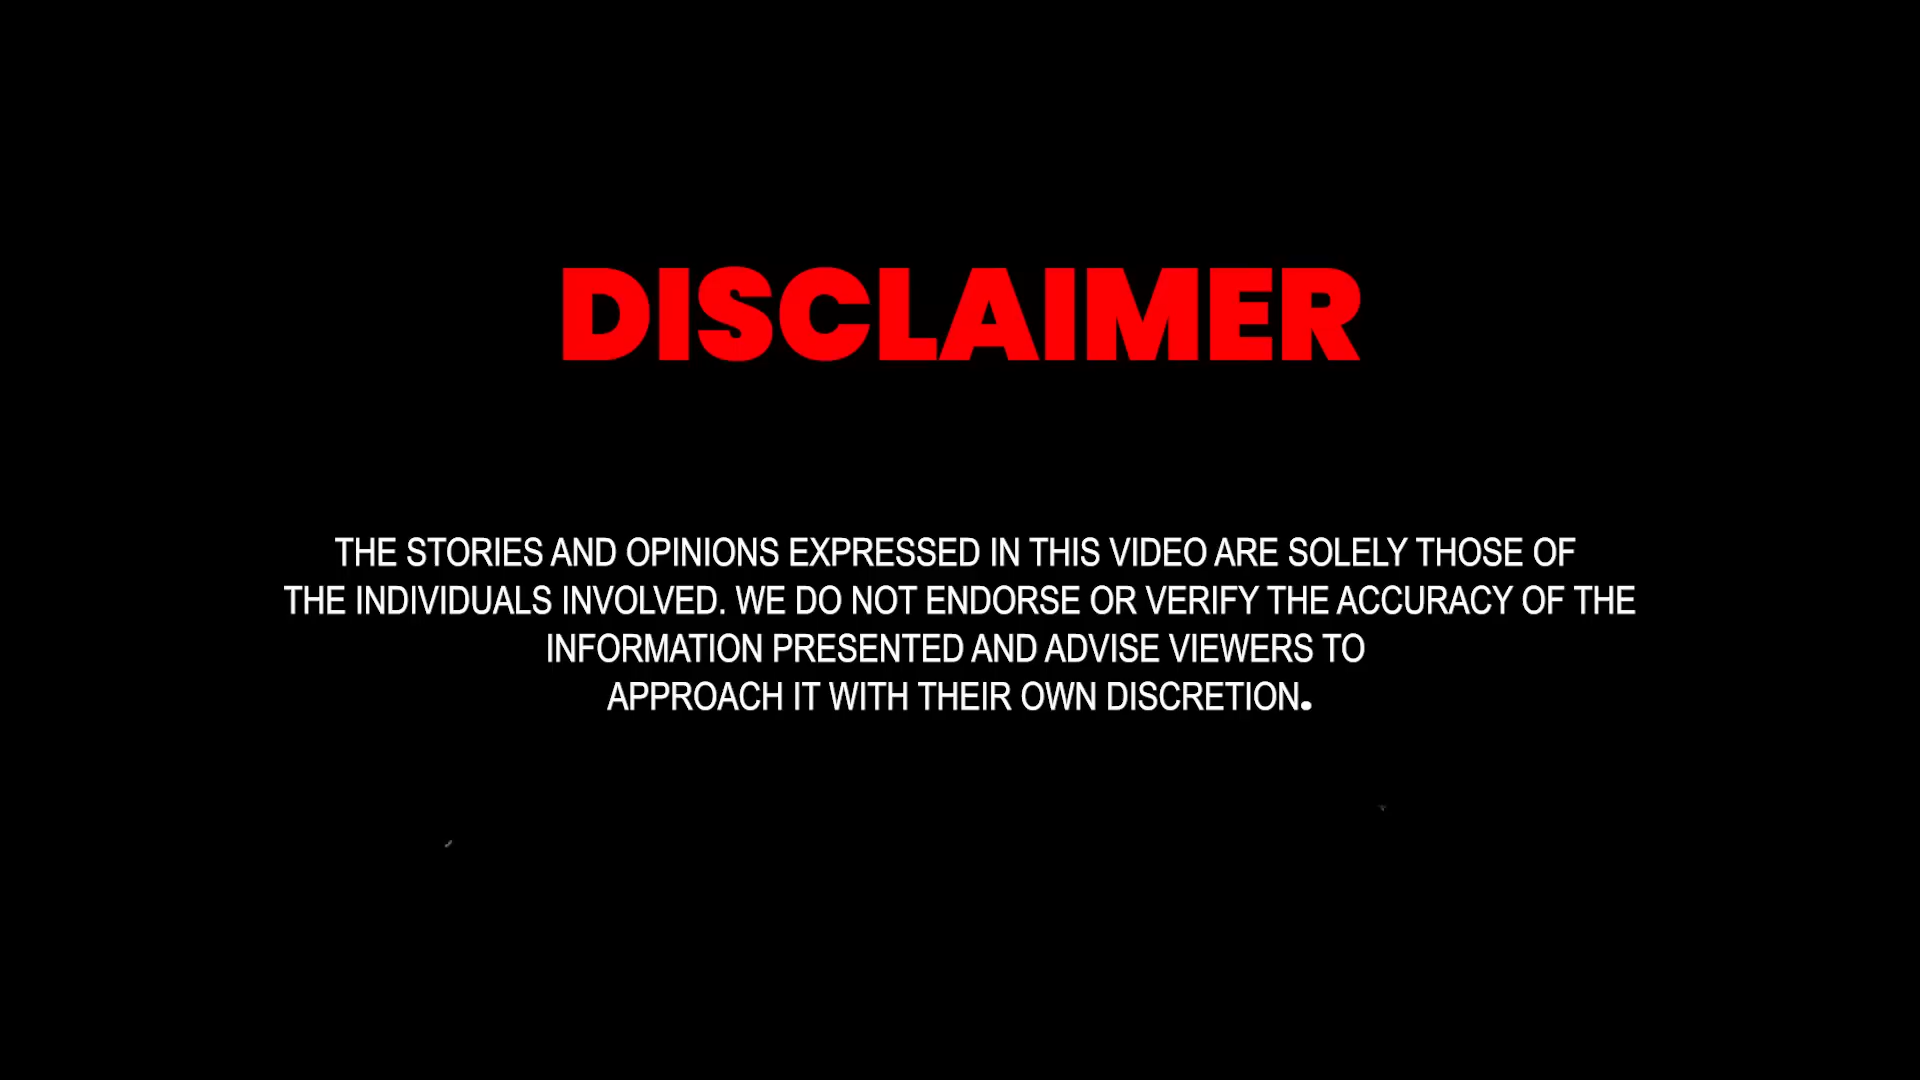 DISCLAIMER
THE STORIES AND OPINIONS EXPRESSED IN THIS VIDEO ARE SOLELY THOSE OF
THE INDIVIDUALS INVOLVED. WE DO NOT ENDORSE OR VERIFY THE ACCURACY OF THE
INFORMATION PRESENTED AND ADVISE VIEWERS TO
APPROACH IT WITH THEIR OWN DISCRETION.